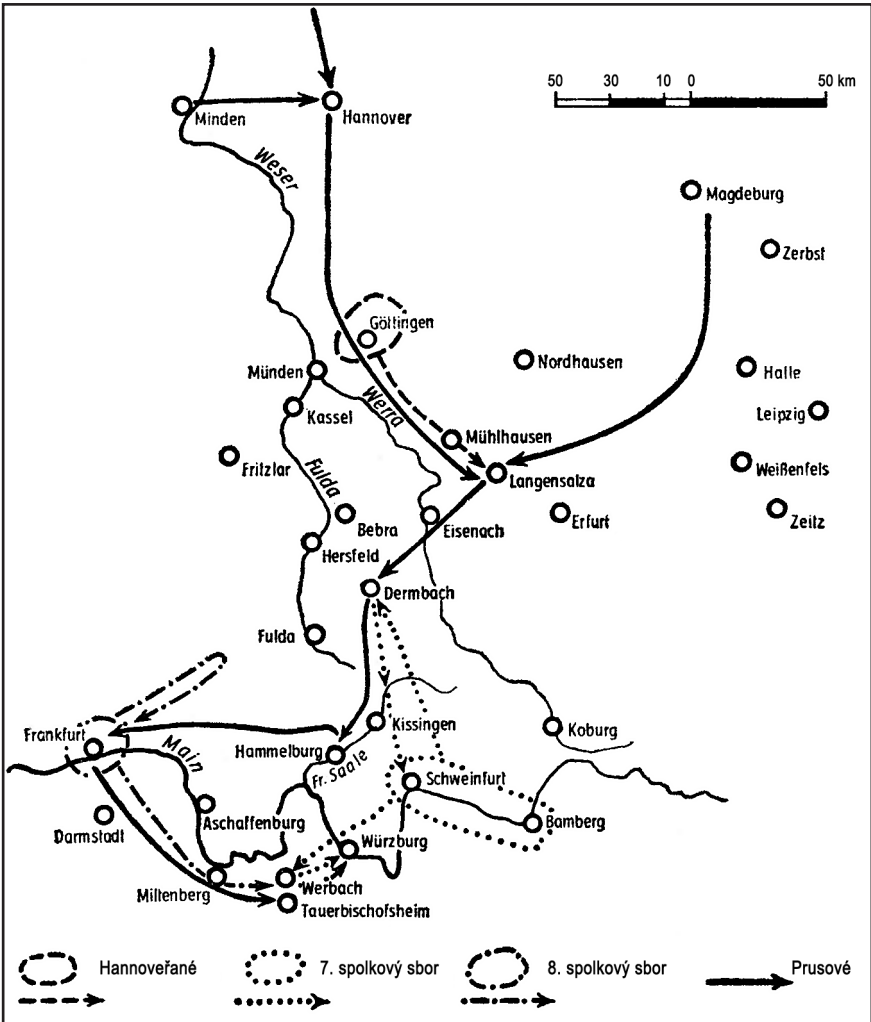 50 30 10 0 50 km
Minden
Hannover
Weser
Magdeburg
Zerbst
Göttingen
Nordhausen
Münden
Halle
Werra
Kassel
Leipzig
Mühlhausen
Fritzlar
Fulda
Langensalza
Weißenfels
Bebra
Eisenach
Erfurt
Zeitz
Hersfeld
Dermbach
Fulda
Frankfurt
Main
Kissingen
Koburg
Hammelburg
Fr. Saale
Schweinfurt
Darmstadt
Aschaffenburg
Bamberg
Würzburg
Miltenberg
Werbach
Tauerbischofsheim
Hannoveřané 7. spolkový sbor 8. spolkový sbor Prusové